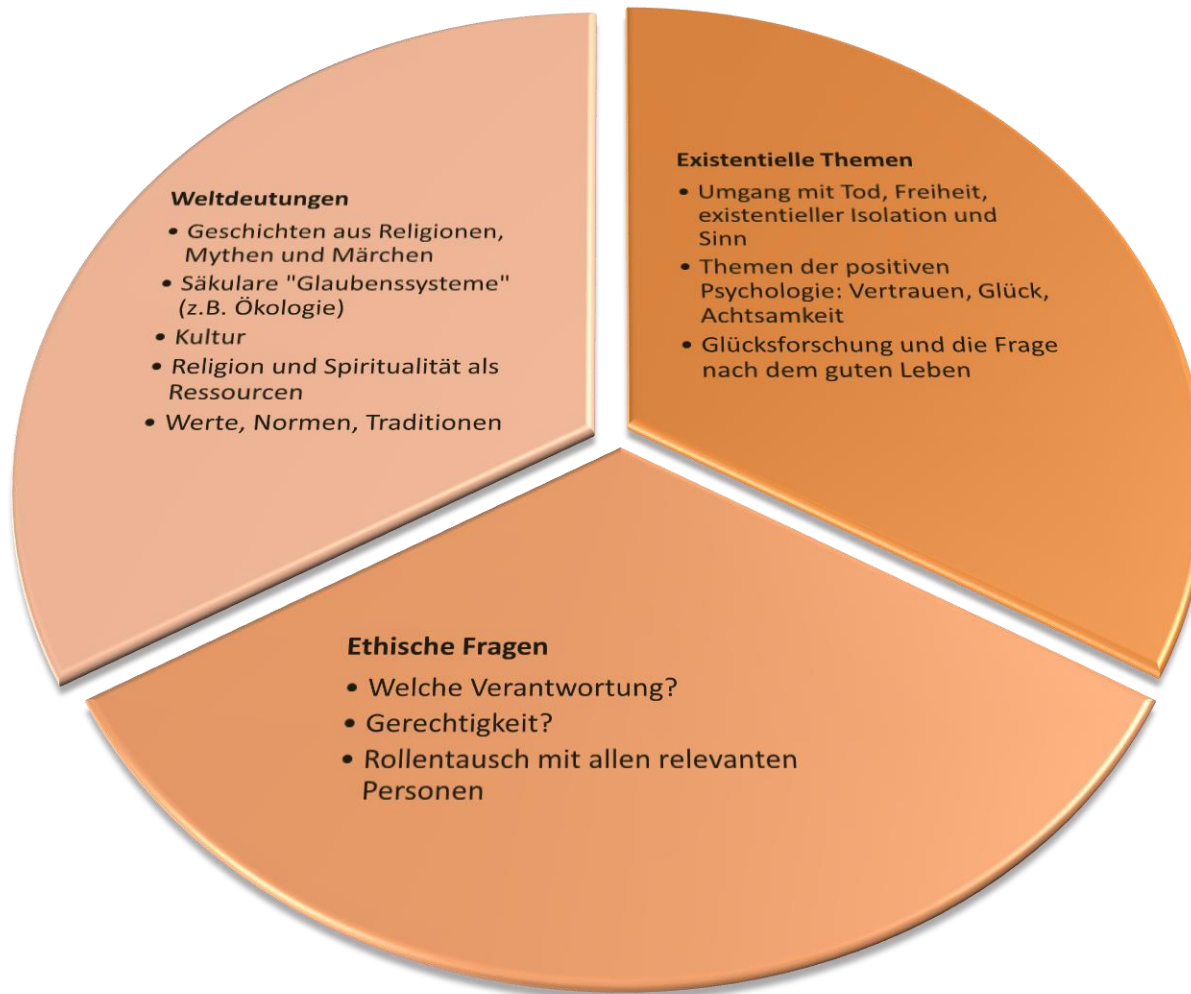 Weltdeutungen
• Geschichten aus Religionen,
Mythen und Märchen
• Säkulare "Glaubenssysteme"
(z.B. Ökologie)
• Kultur
• Religion und Spiritualität als
Ressourcen
• Werte, Normen, Traditionen
Existentielle Themen
• Umgang mit Tod, Freiheit,
existentieller Isolation und
Sinn
• Themen der positiven
Psychologie: Vertrauen, Glück,
Achtsamkeit
• Glücksforschung und die Frage
nach dem guten Leben
Ethische Fragen
• Welche Verantwortung?
• Gerechtigkeit?
• Rollentausch mit allen relevanten
Personen